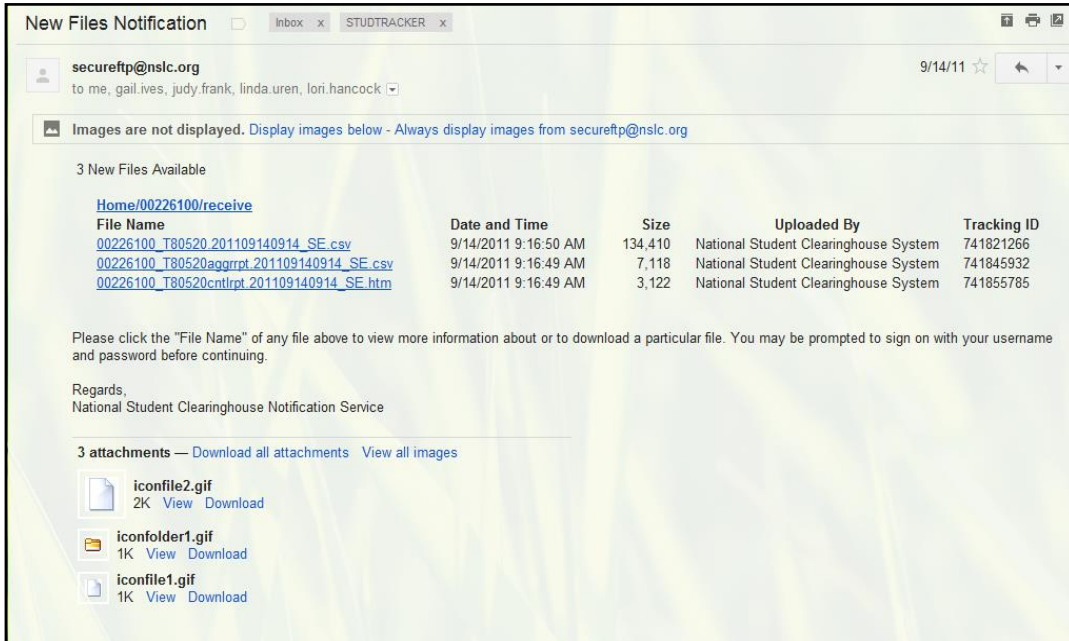 New Files Notification Inbox x STUDTRACKER x
secureftp@nslc.org 9/14/11
to me, gail.ives, judy.frank, linda.uren, lori.hancock
Images are not displayed. Display images below - Always display images from secureftp@nslc.org
3 New Files Available
Home/00226100/receive
File Name Date and Time Size Uploaded By Tracking ID
00226100_T80520.201109140914_SE.csv 9/14/2011 9:16:50 AM 134,410 National Student Clearinghouse System 741821266
00226100_T80520aggrrpt.201109140914_SE.csv 9/14/2011 9:16:49 AM 7,118 National Student Clearinghouse System 741845932
00226100_T80520cntlrpt.201109140914_SE.htm 9/14/2011 9:16:49 AM 3,122 National Student Clearinghouse System 741855785
Please click the "File Name" of any file above to view more information about or to download a particular file. You may be prompted to sign on with your username
and password before continuing.
Regards,
National Student Clearinghouse Notification Service
3 attachments — Download all attachments View all images
iconfile2.gif
2K View Download
iconfolder1.gif
1K View Download
iconfile1.gif
1K View Download